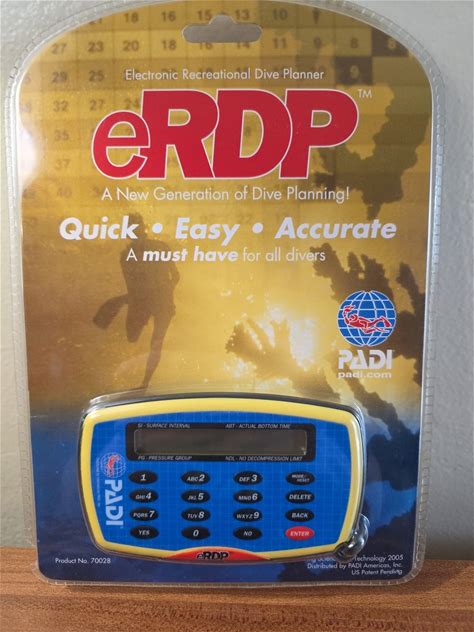 Electronic Recreational Dive Planner
eRDP™
A New Generation of Dive Planning!
Quick • Easy • Accurate
A must have for all divers
PADI
padi.com
SI - SURFACE INTERVAL ABT - ACTUAL BOTTOM TIME
PG - PRESSURE GROUP NDL - NO DECOMPRESSION LIMIT
PADI
1 ABC2 DEF3 MODE/RESET
GHI4 JKL5 MNO6 DELETE
PQRS7 TUV8 WXYZ9 BACK
YES 0 NO ENTER
eRDP
Product No. 70028
Technology 2005
Distributed by PADI Americas, Inc.
US Patent Pending